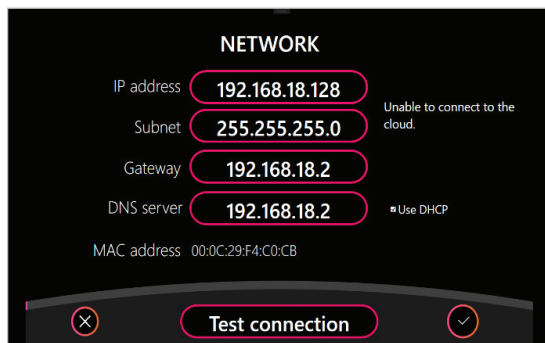 NETWORK
IP address 192.168.18.128
Unable to connect to the
cloud.
Subnet 255.255.255.0
Gateway 192.168.18.2
DNS server 192.168.18.2
Use DHCP
MAC address 00:0C:29:F4:C0:CB
Test connection